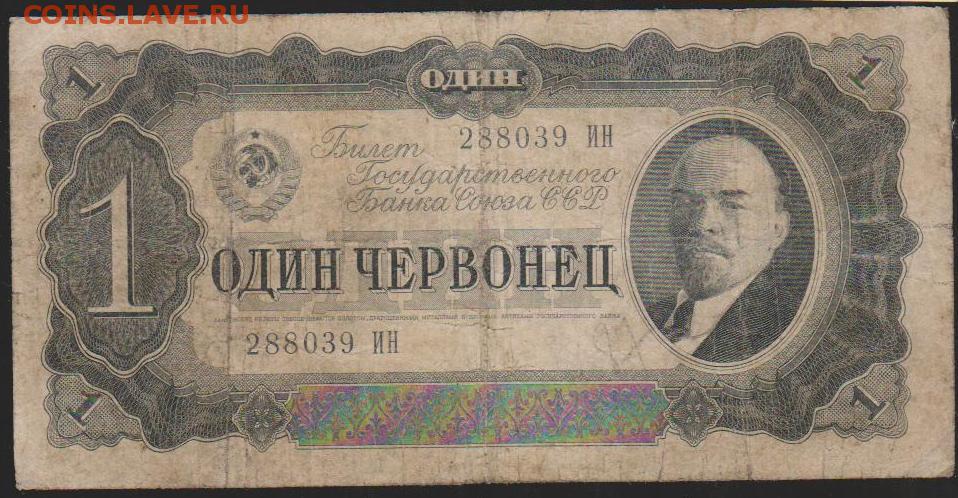 COINS.LAVE.RU
1
ОДИН
1
Билет 288039 ИН
Государственного
Банка Союза ССР
1
ОДИН ЧЕРВОНЕЦ
288039 ИН
1
1